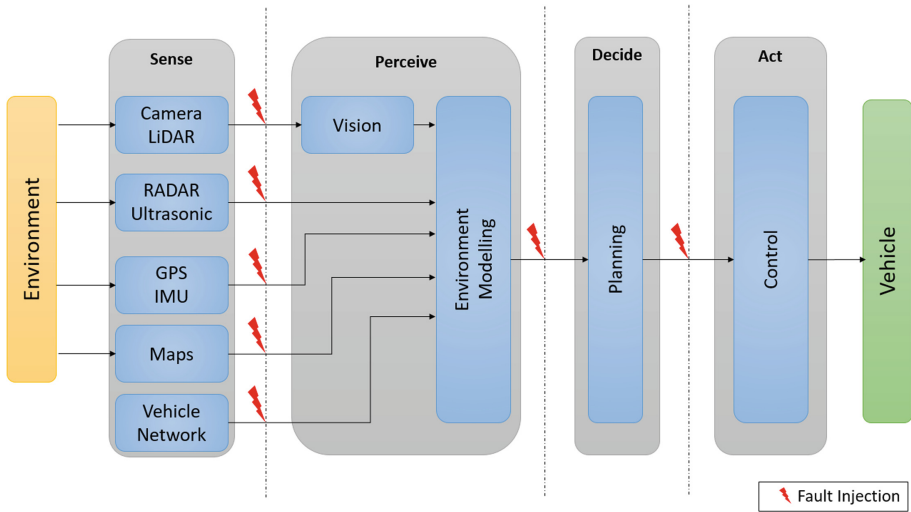 Sense
Perceive
Decide
Act
Environment
Camera
LiDAR
RADAR
Ultrasonic
GPS
IMU
Maps
Vehicle
Network
Vision
Environment
Modelling
Planning
Control
Vehicle
Fault Injection